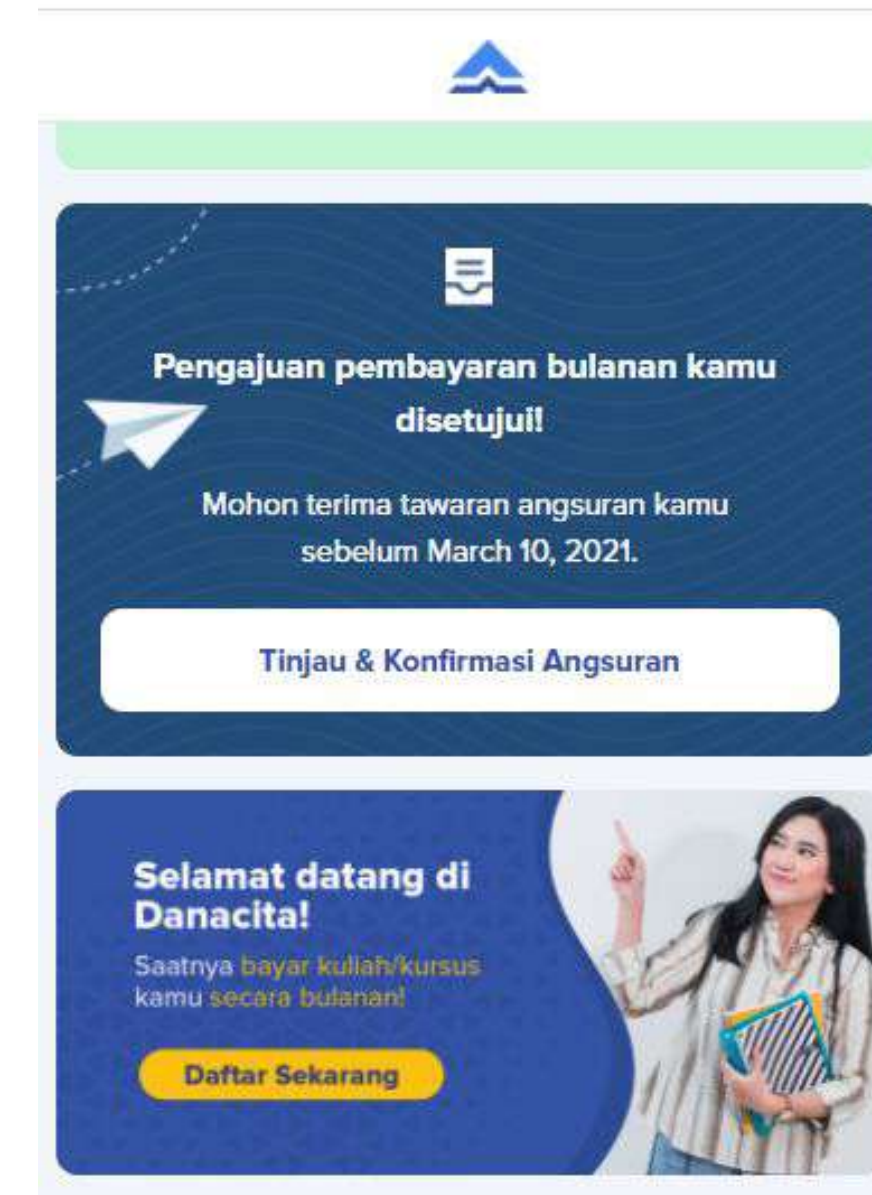 Pengajuan pembayaran bulanan kamu
disetujui!
Mohon terima tawaran angsuran kamu
sebelum March 10, 2021.
Tinjau & Konfirmasi Angsuran
Selamat datang di
Danacita!
Saatnya bayar kuliah/kursus
kamu secara bulanan!
Daftar Sekarang